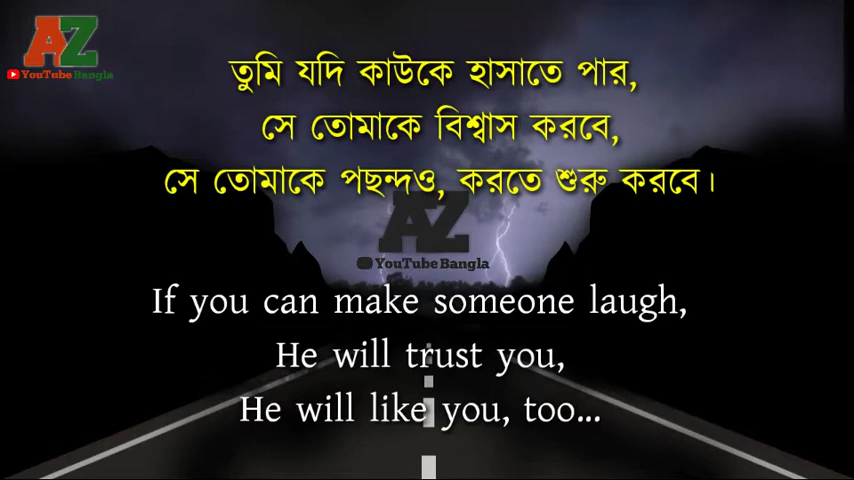 AZ
YouTube Bangla
তুমি যদি কাউকে হাসাতে পার,
সে তোমাকে বিশ্বাস করবে,
সে তোমাকে পছন্দও, করতে শুরু করবে।
AZ
YouTube Bangla
If you can make someone laugh,
He will trust you,
He will like you, too...